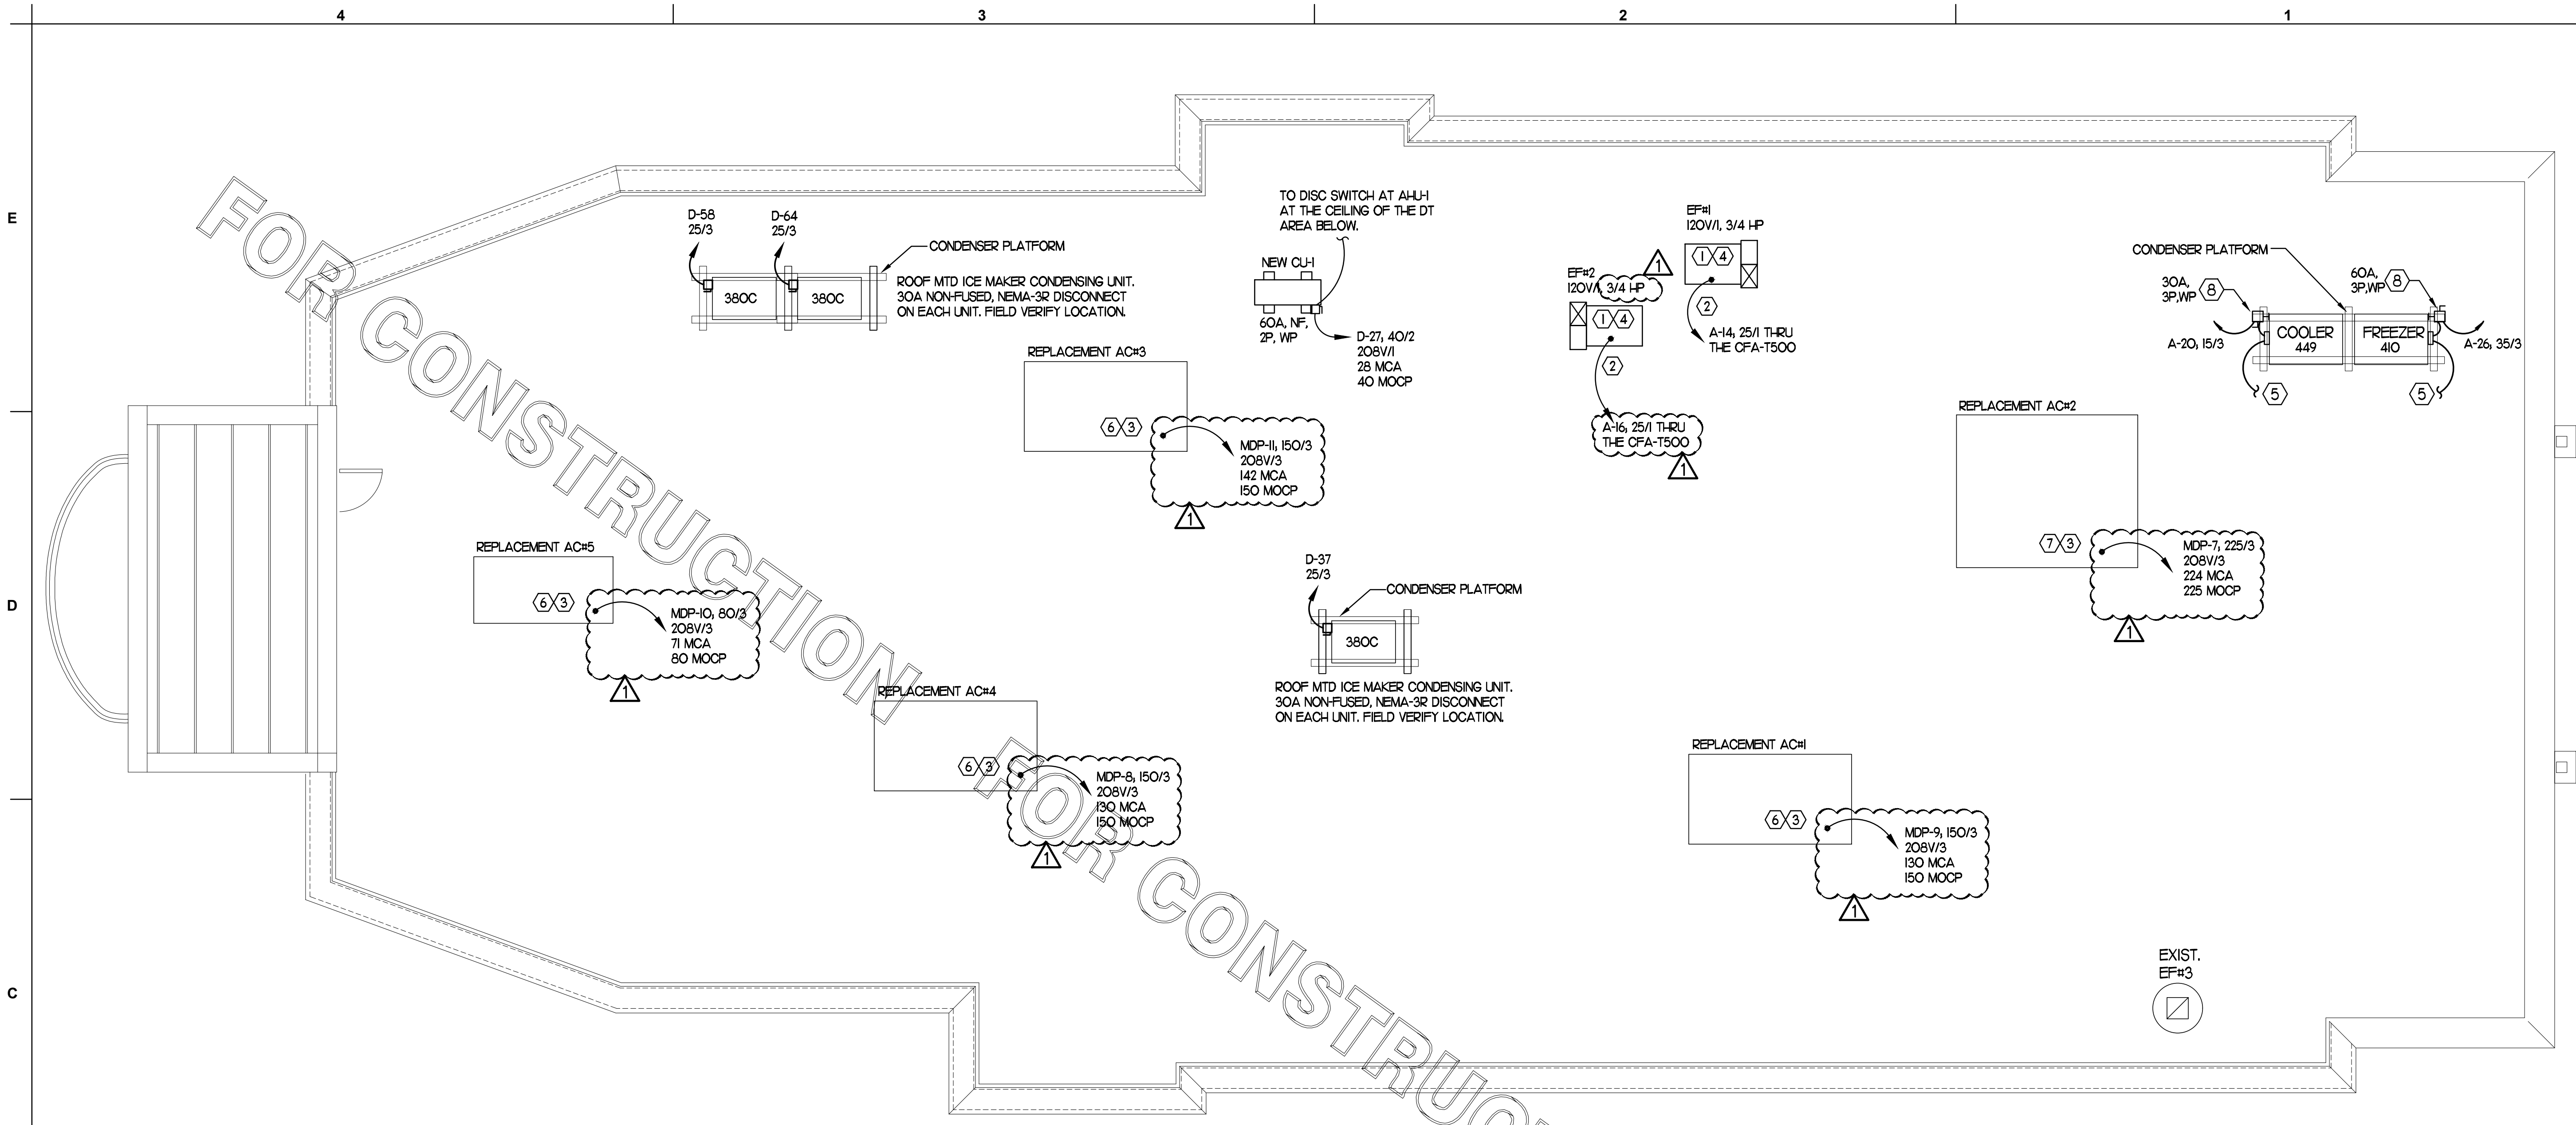 4 3 2 1
E
D
C
FOR CONSTRUCTION
FOR CONSTRUCTION
D-58
25/3
D-64
25/3
CONDENSER PLATFORM
380C
380C
ROOF MTD ICE MAKER CONDENSING UNIT.
30A NON-FUSED, NEMA-3R DISCONNECT
ON EACH UNIT. FIELD VERIFY LOCATION.
TO DISC SWITCH AT AHU-1
AT THE CEILING OF THE DT
AREA BELOW.
NEW CU-1
60A, NF,
2P, WP
D-27, 40/2
208V/1
28 MCA
40 MOCP
EF#1
120V/1, 3/4 HP
1 4
2
A-14, 25/1 THRU
THE CFA-T500
EF#2
120V/1, 3/4 HP
1
1 4
2
A-16, 25/1 THRU
THE CFA-T500
1
CONDENSER PLATFORM
30A,
3P,WP
8
60A,
3P,WP
8
COOLER
449
FREEZER
410
A-20, 15/3
A-26, 35/3
5
5
REPLACEMENT AC#3
6 3
MDP-11, 150/3
208V/3
142 MCA
150 MOCP
1
REPLACEMENT AC#2
7 3
MDP-7, 225/3
208V/3
224 MCA
225 MOCP
1
REPLACEMENT AC#5
6 3
MDP-10, 80/3
208V/3
71 MCA
80 MOCP
1
D-37
25/3
CONDENSER PLATFORM
380C
ROOF MTD ICE MAKER CONDENSING UNIT.
30A NON-FUSED, NEMA-3R DISCONNECT
ON EACH UNIT. FIELD VERIFY LOCATION.
REPLACEMENT AC#4
6 3
MDP-8, 150/3
208V/3
130 MCA
150 MOCP
1
REPLACEMENT AC#1
6 3
MDP-9, 150/3
208V/3
130 MCA
150 MOCP
1
EXIST.
EF#3